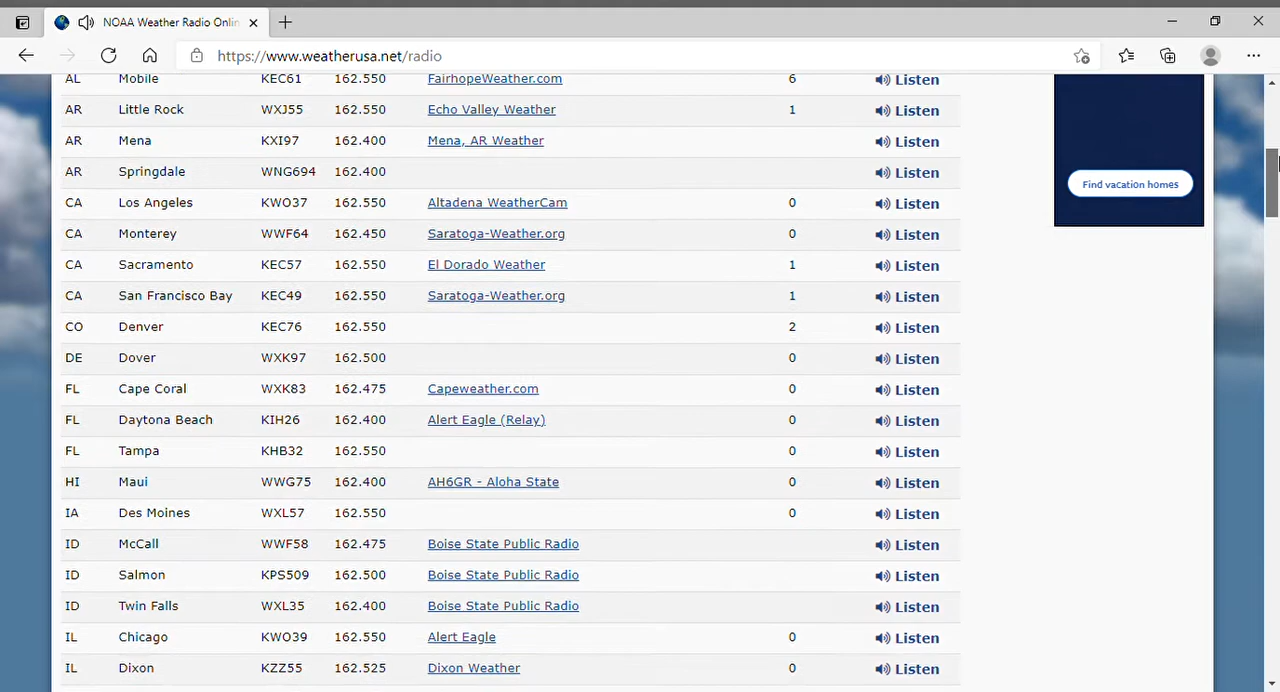 NOAA Weather Radio Onlin
https://www.weatherusa.net/radio
AL Mobile KEC61 162.550 FairhopeWeather.com 6 Listen
AR Little Rock WXJ55 162.550 Echo Valley Weather 1 Listen
AR Mena KXI97 162.400 Mena, AR Weather Listen
AR Springdale WNG694 162.400 Listen
CA Los Angeles KWO37 162.550 Altadena WeatherCam 0 Listen
CA Monterey WWF64 162.450 Saratoga-Weather.org 0 Listen
CA Sacramento KEC57 162.550 El Dorado Weather 1 Listen
CA San Francisco Bay KEC49 162.550 Saratoga-Weather.org 1 Listen
CO Denver KEC76 162.550 2 Listen
DE Dover WXK97 162.500 0 Listen
FL Cape Coral WXK83 162.475 Capeweather.com 0 Listen
FL Daytona Beach KIH26 162.400 Alert Eagle (Relay) 0 Listen
FL Tampa KHB32 162.550 0 Listen
HI Maui WWG75 162.400 AH6GR - Aloha State 0 Listen
IA Des Moines WXL57 162.550 0 Listen
ID McCall WWF58 162.475 Boise State Public Radio Listen
ID Salmon KPS509 162.500 Boise State Public Radio Listen
ID Twin Falls WXL35 162.400 Boise State Public Radio Listen
IL Chicago KWO39 162.550 Alert Eagle 0 Listen
IL Dixon KZZ55 162.525 Dixon Weather 0 Listen
Find vacation homes